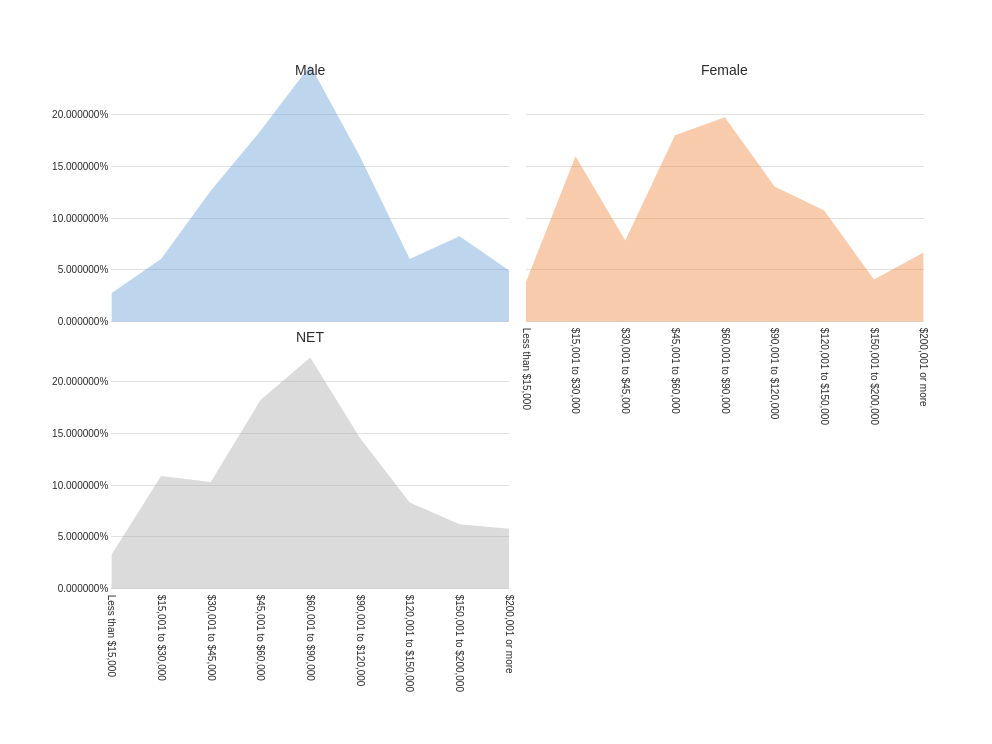 Male
Female
20.000000%
15.000000%
10.000000%
5.000000%
0.000000%
Less than $15,000
$15,001 to $30,000
$30,001 to $45,000
$45,001 to $60,000
$60,001 to $90,000
$90,001 to $120,000
$120,001 to $150,000
$150,001 to $200,000
$200,001 or more
NET
20.000000%
15.000000%
10.000000%
5.000000%
0.000000%
Less than $15,000
$15,001 to $30,000
$30,001 to $45,000
$45,001 to $60,000
$60,001 to $90,000
$90,001 to $120,000
$120,001 to $150,000
$150,001 to $200,000
$200,001 or more